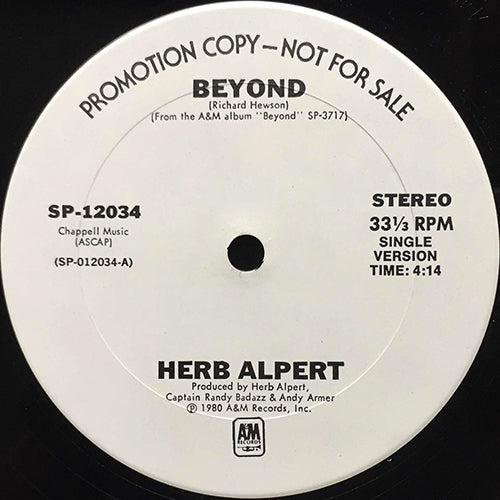 PROMOTION COPY—NOT FOR SALE
BEYOND
(Richard Hewson)
(From the A&M album "Beyond" SP-3717)
SP-12034
Chappell Music
(ASCAP)
(SP-012034-A)
STEREO
33⅓ RPM
SINGLE
VERSION
TIME: 4:14
HERB ALPERT
Produced by Herb Alpert,
Captain Randy Badazz & Andy Armer
℗ 1980 A&M Records, Inc.
A&M
RECORDS